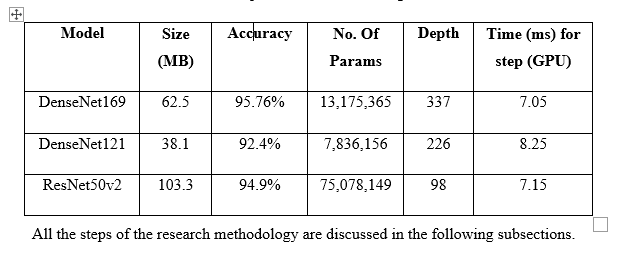 Model Size Accuracy No. Of Depth Time (ms) for
(MB) Params step (GPU)
DenseNet169 62.5 95.76% 13,175,365 337 7.05
DenseNet121 38.1 92.4% 7,836,156 226 8.25
ResNet50v2 103.3 94.9% 75,078,149 98 7.15
All the steps of the research methodology are discussed in the following subsections.